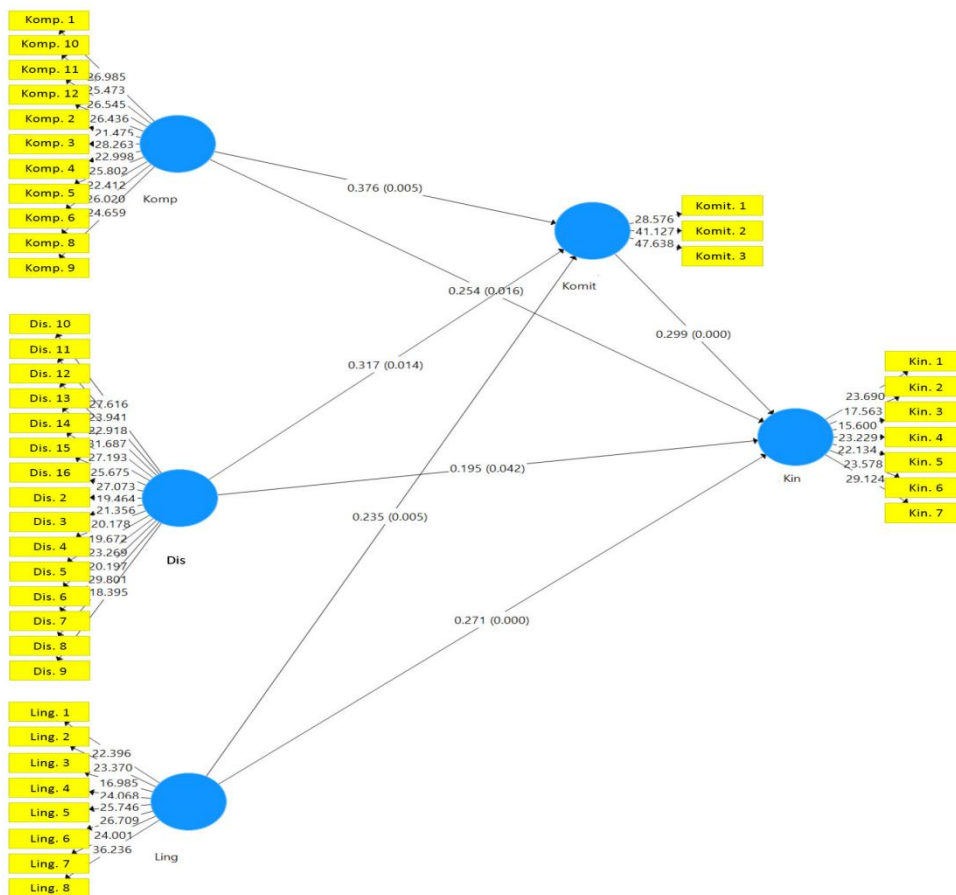 Komp. 1
Komp. 10
Komp. 11
Komp. 12
Komp. 2
Komp. 3
Komp. 4
Komp. 5
Komp. 6
Komp. 8
Komp. 9
26.985
25.473
26.545
26.436
21.475
28.263
22.998
25.802
22.412
26.020
24.659
Komp
0.376 (0.005)
0.254 (0.016)
Komit. 1
Komit. 2
Komit. 3
28.576
41.127
47.638
Komit
0.299 (0.000)
Dis. 10
Dis. 11
Dis. 12
Dis. 13
Dis. 14
Dis. 15
Dis. 16
Dis. 2
Dis. 3
Dis. 4
Dis. 5
Dis. 6
Dis. 7
Dis. 8
Dis. 9
27.616
23.941
22.918
31.687
27.193
25.675
27.073
19.464
21.356
20.178
19.672
23.269
20.197
29.801
18.395
Dis
0.317 (0.014)
0.195 (0.042)
0.235 (0.005)
0.271 (0.000)
Kin. 1
Kin. 2
Kin. 3
Kin. 4
Kin. 5
Kin. 6
Kin. 7
23.690
17.563
15.600
23.229
22.134
23.578
29.124
Kin
Ling. 1
Ling. 2
Ling. 3
Ling. 4
Ling. 5
Ling. 6
Ling. 7
Ling. 8
22.396
23.370
16.985
24.068
25.746
26.709
24.001
36.236
Ling